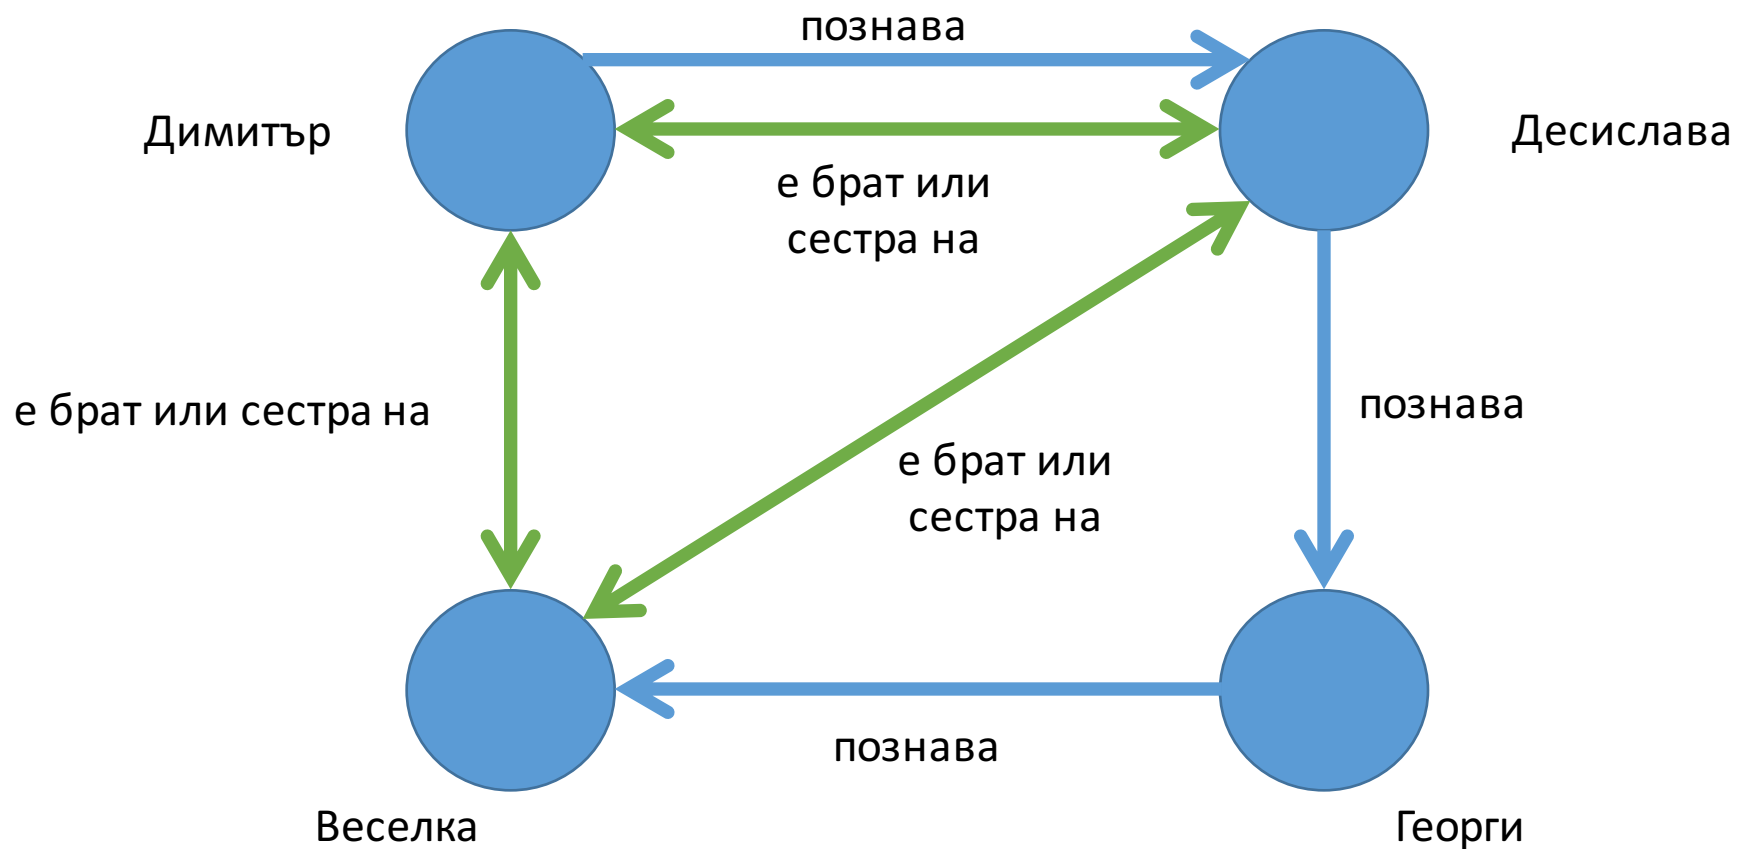 познава
Димитър
Десислава
е брат или
сестра на
е брат или сестра на
познава
е брат или
сестра на
познава
Веселка
Георги